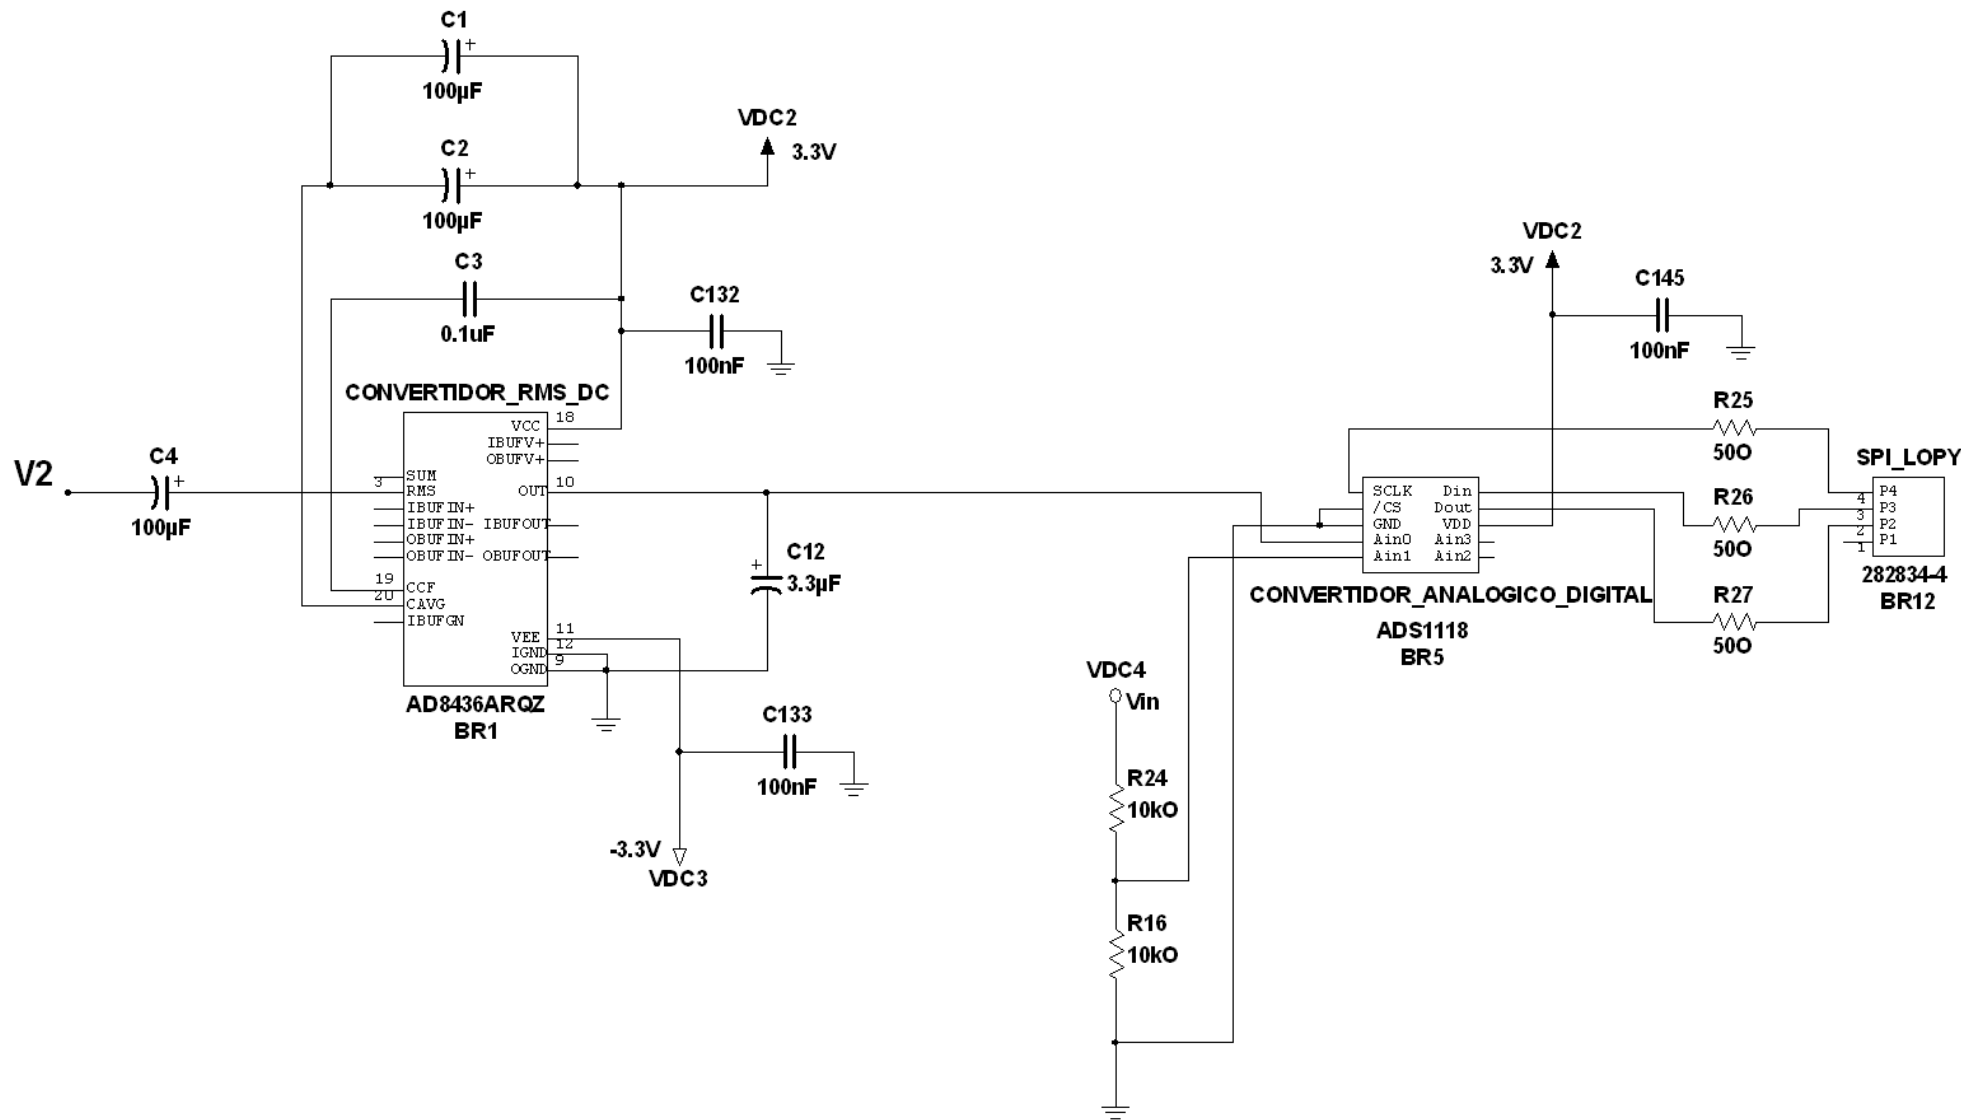 C1
+
100µF
VDC2
3.3V
C2
+
100µF
C3
0.1uF
C132
100nF
VDC2
3.3V
C145
100nF
CONVERTIDOR_RMS_DC
18
VCC
IBUFV+
OBUFV+
V2
C4
+
100µF
SUM
3
RMS
OUT
10
IBUFIN+
IBUFIN-
IBUFOUT
OBUFIN+
OBUFIN-
OBUFOUT
19
CCF
20
CAVG
IBUFGN
VEE
11
IGND
12
OGND
9
AD8436ARQZ
BR1
+
C12
3.3µF
C133
100nF
-3.3V
VDC3
R25
50O
SPI_LOPY
SCLK
Din
/CS
Dout
GND
VDD
Ain0
Ain3
Ain1
Ain2
R26
50O
P4
4
P3
3
P2
2
P1
1
282834-4
BR12
CONVERTIDOR_ANALOGICO_DIGITAL
ADS1118
BR5
R27
50O
VDC4
Vin
R24
10kO
R16
10kO